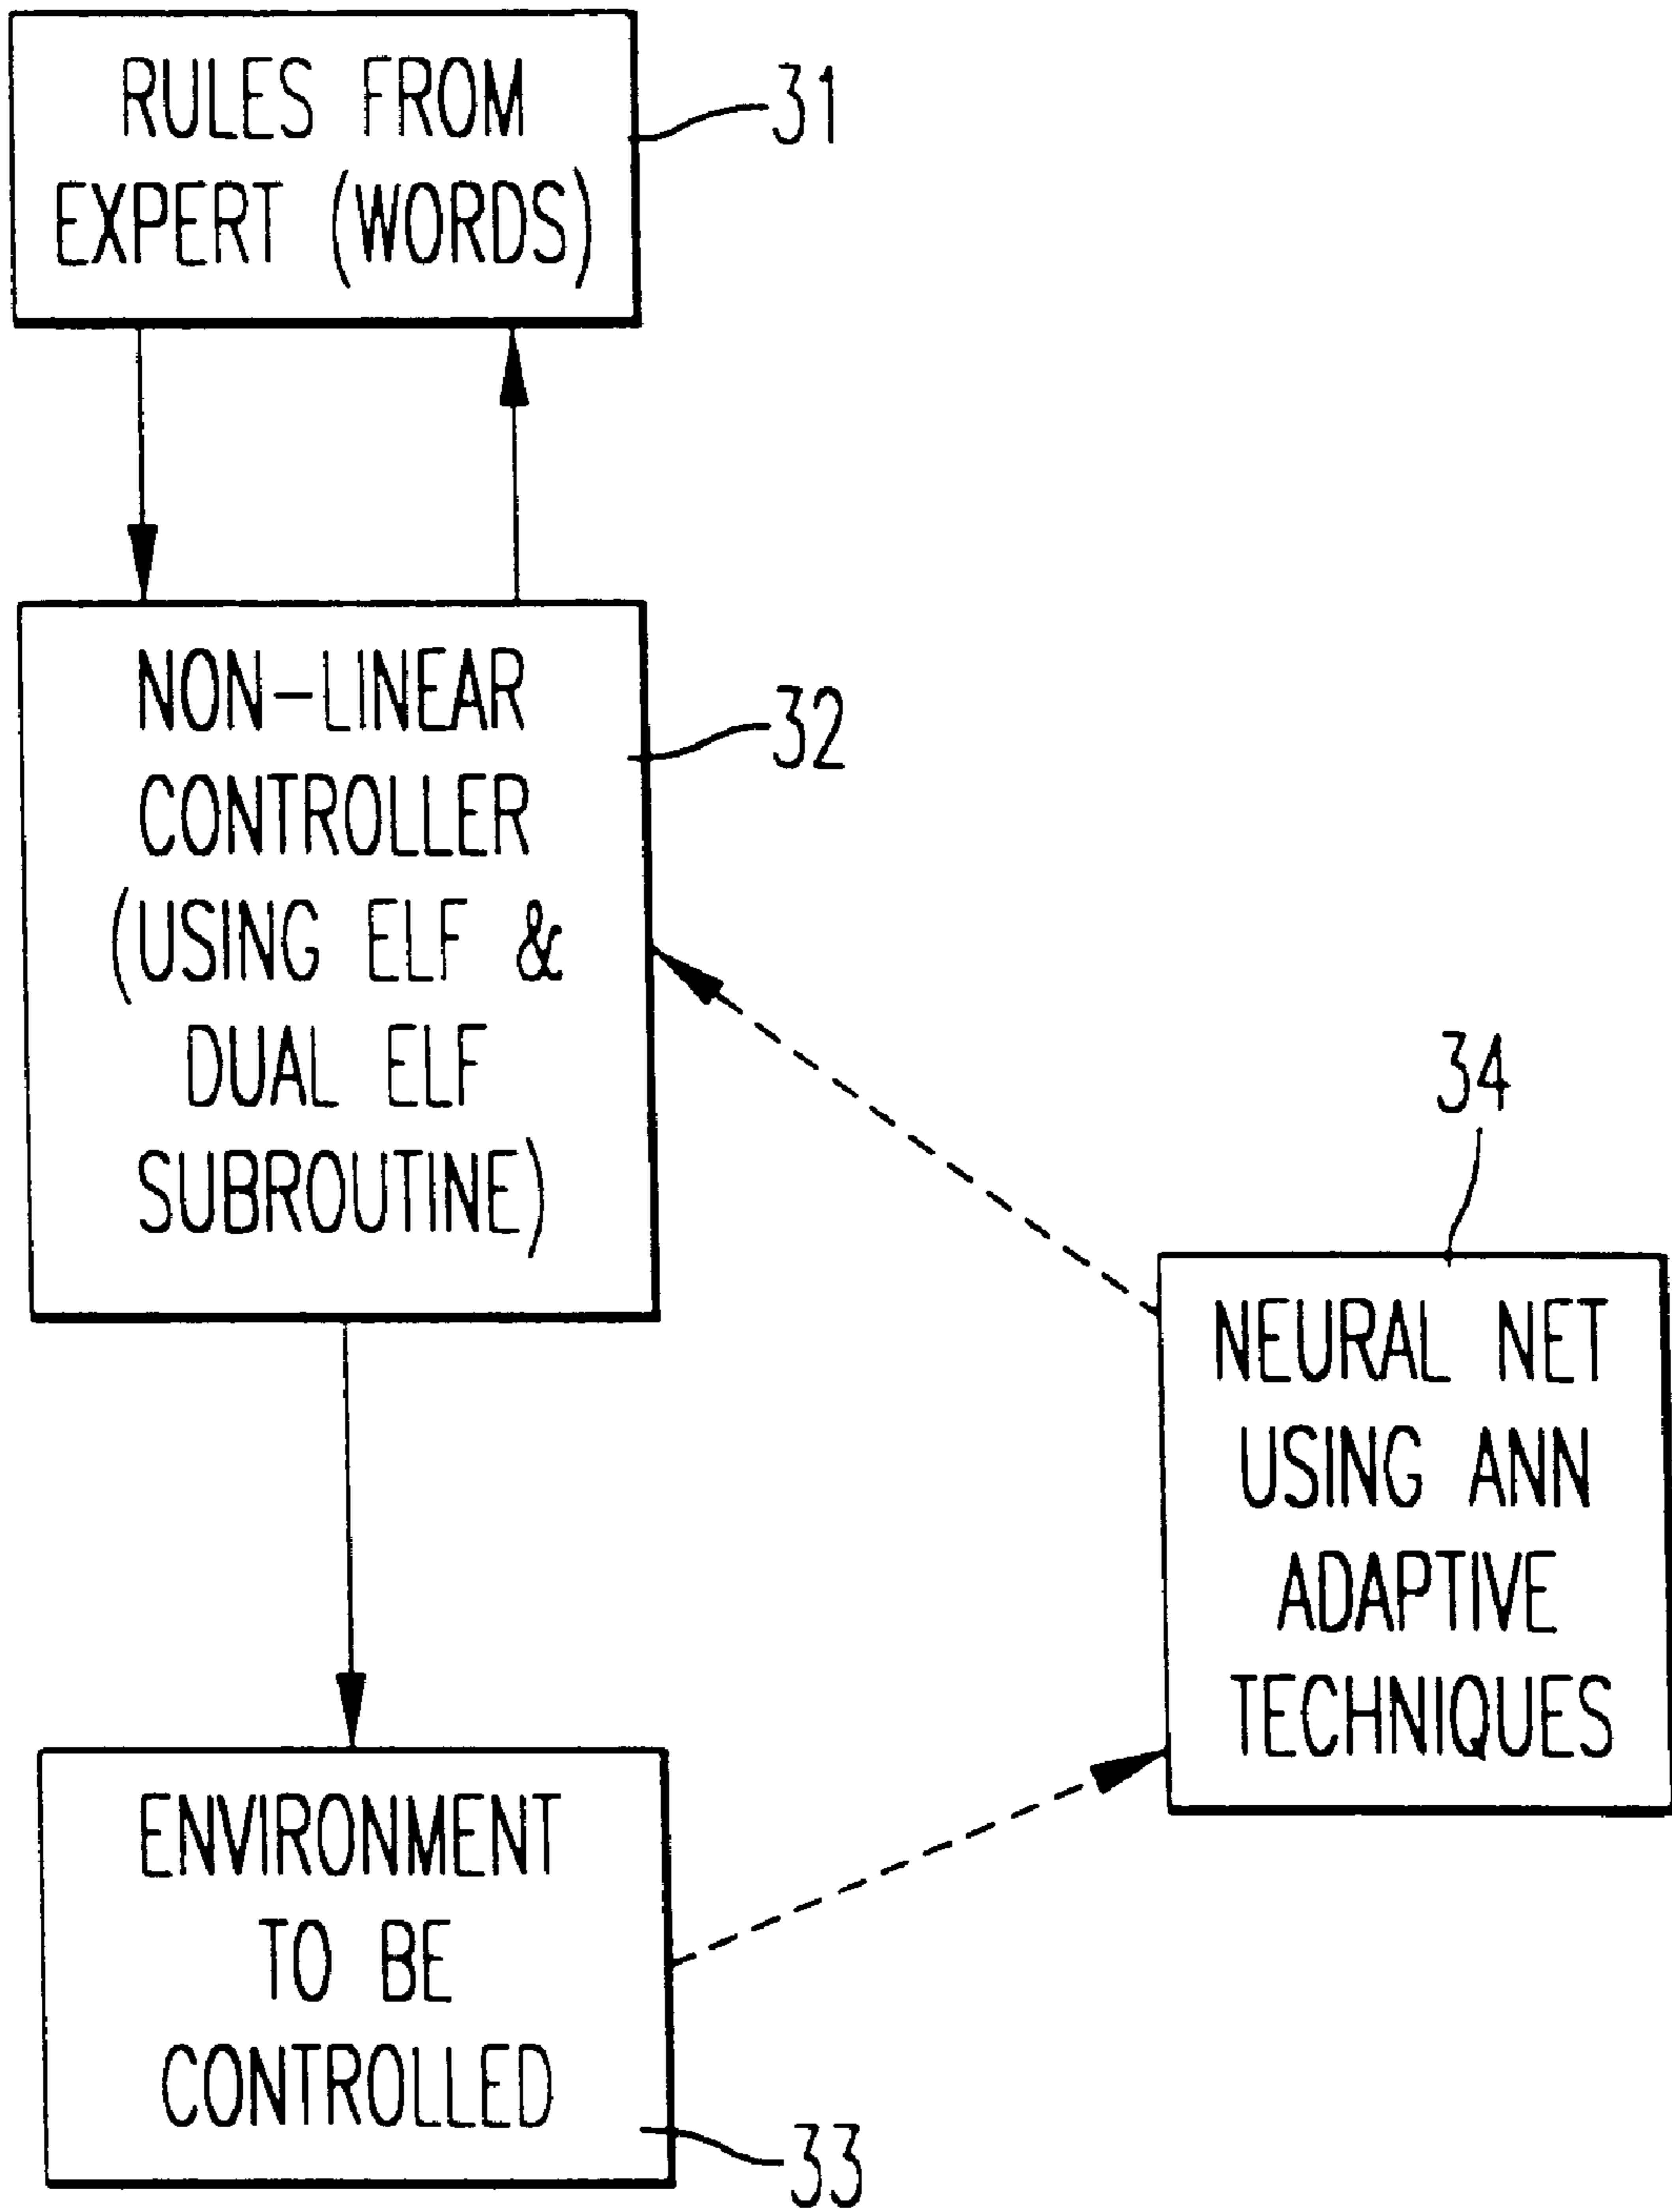 RULES FROM
EXPERT (WORDS)
31
NON-LINEAR
CONTROLLER
(USING ELF &
DUAL ELF
SUBROUTINE)
32
34
NEURAL NET
USING ANN
ADAPTIVE
TECHNIQUES
ENVIRONMENT
TO BE
CONTROLLED
33